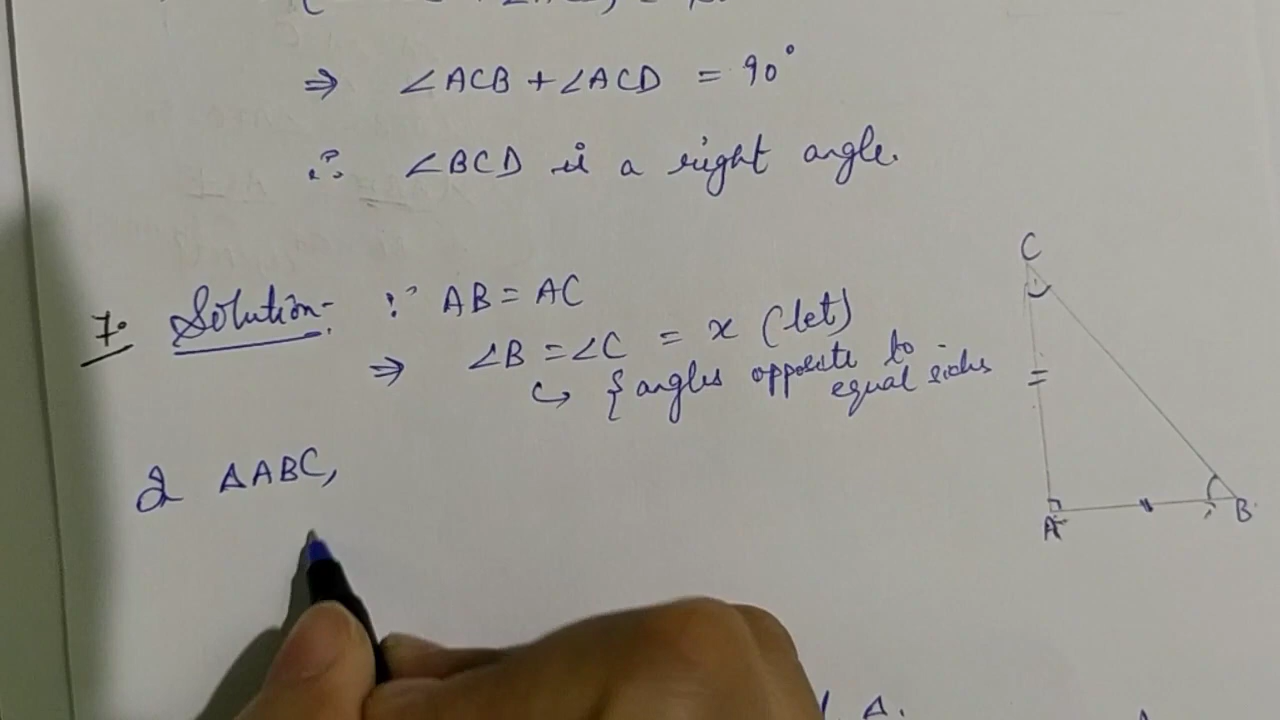 ⇒ ∠ACB + ∠ACD = 90°
∴ ∠BCD is a right angle.
7. Solution- ∵ AB = AC
⇒ ∠B = ∠C = x (let)
↪ {angles opposite to
equal sides
In ΔABC,
C
A
B